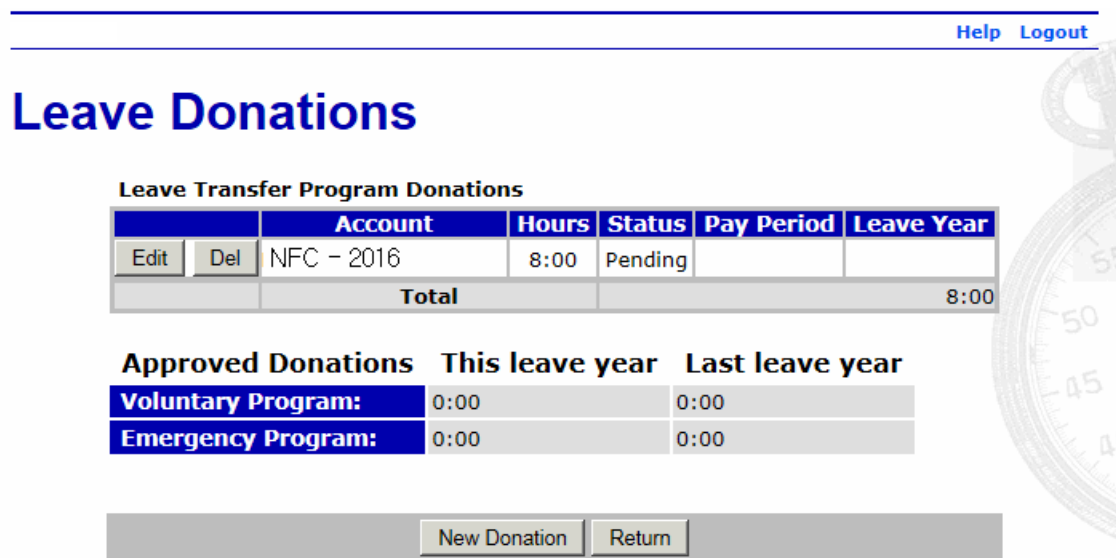 Help Logout
Leave Donations
Leave Transfer Program Donations
Account Hours Status Pay Period Leave Year
Edit Del NFC - 2016 8:00 Pending
Total 8:00
Approved Donations This leave year Last leave year
Voluntary Program: 0:00 0:00
Emergency Program: 0:00 0:00
New Donation Return
50
45